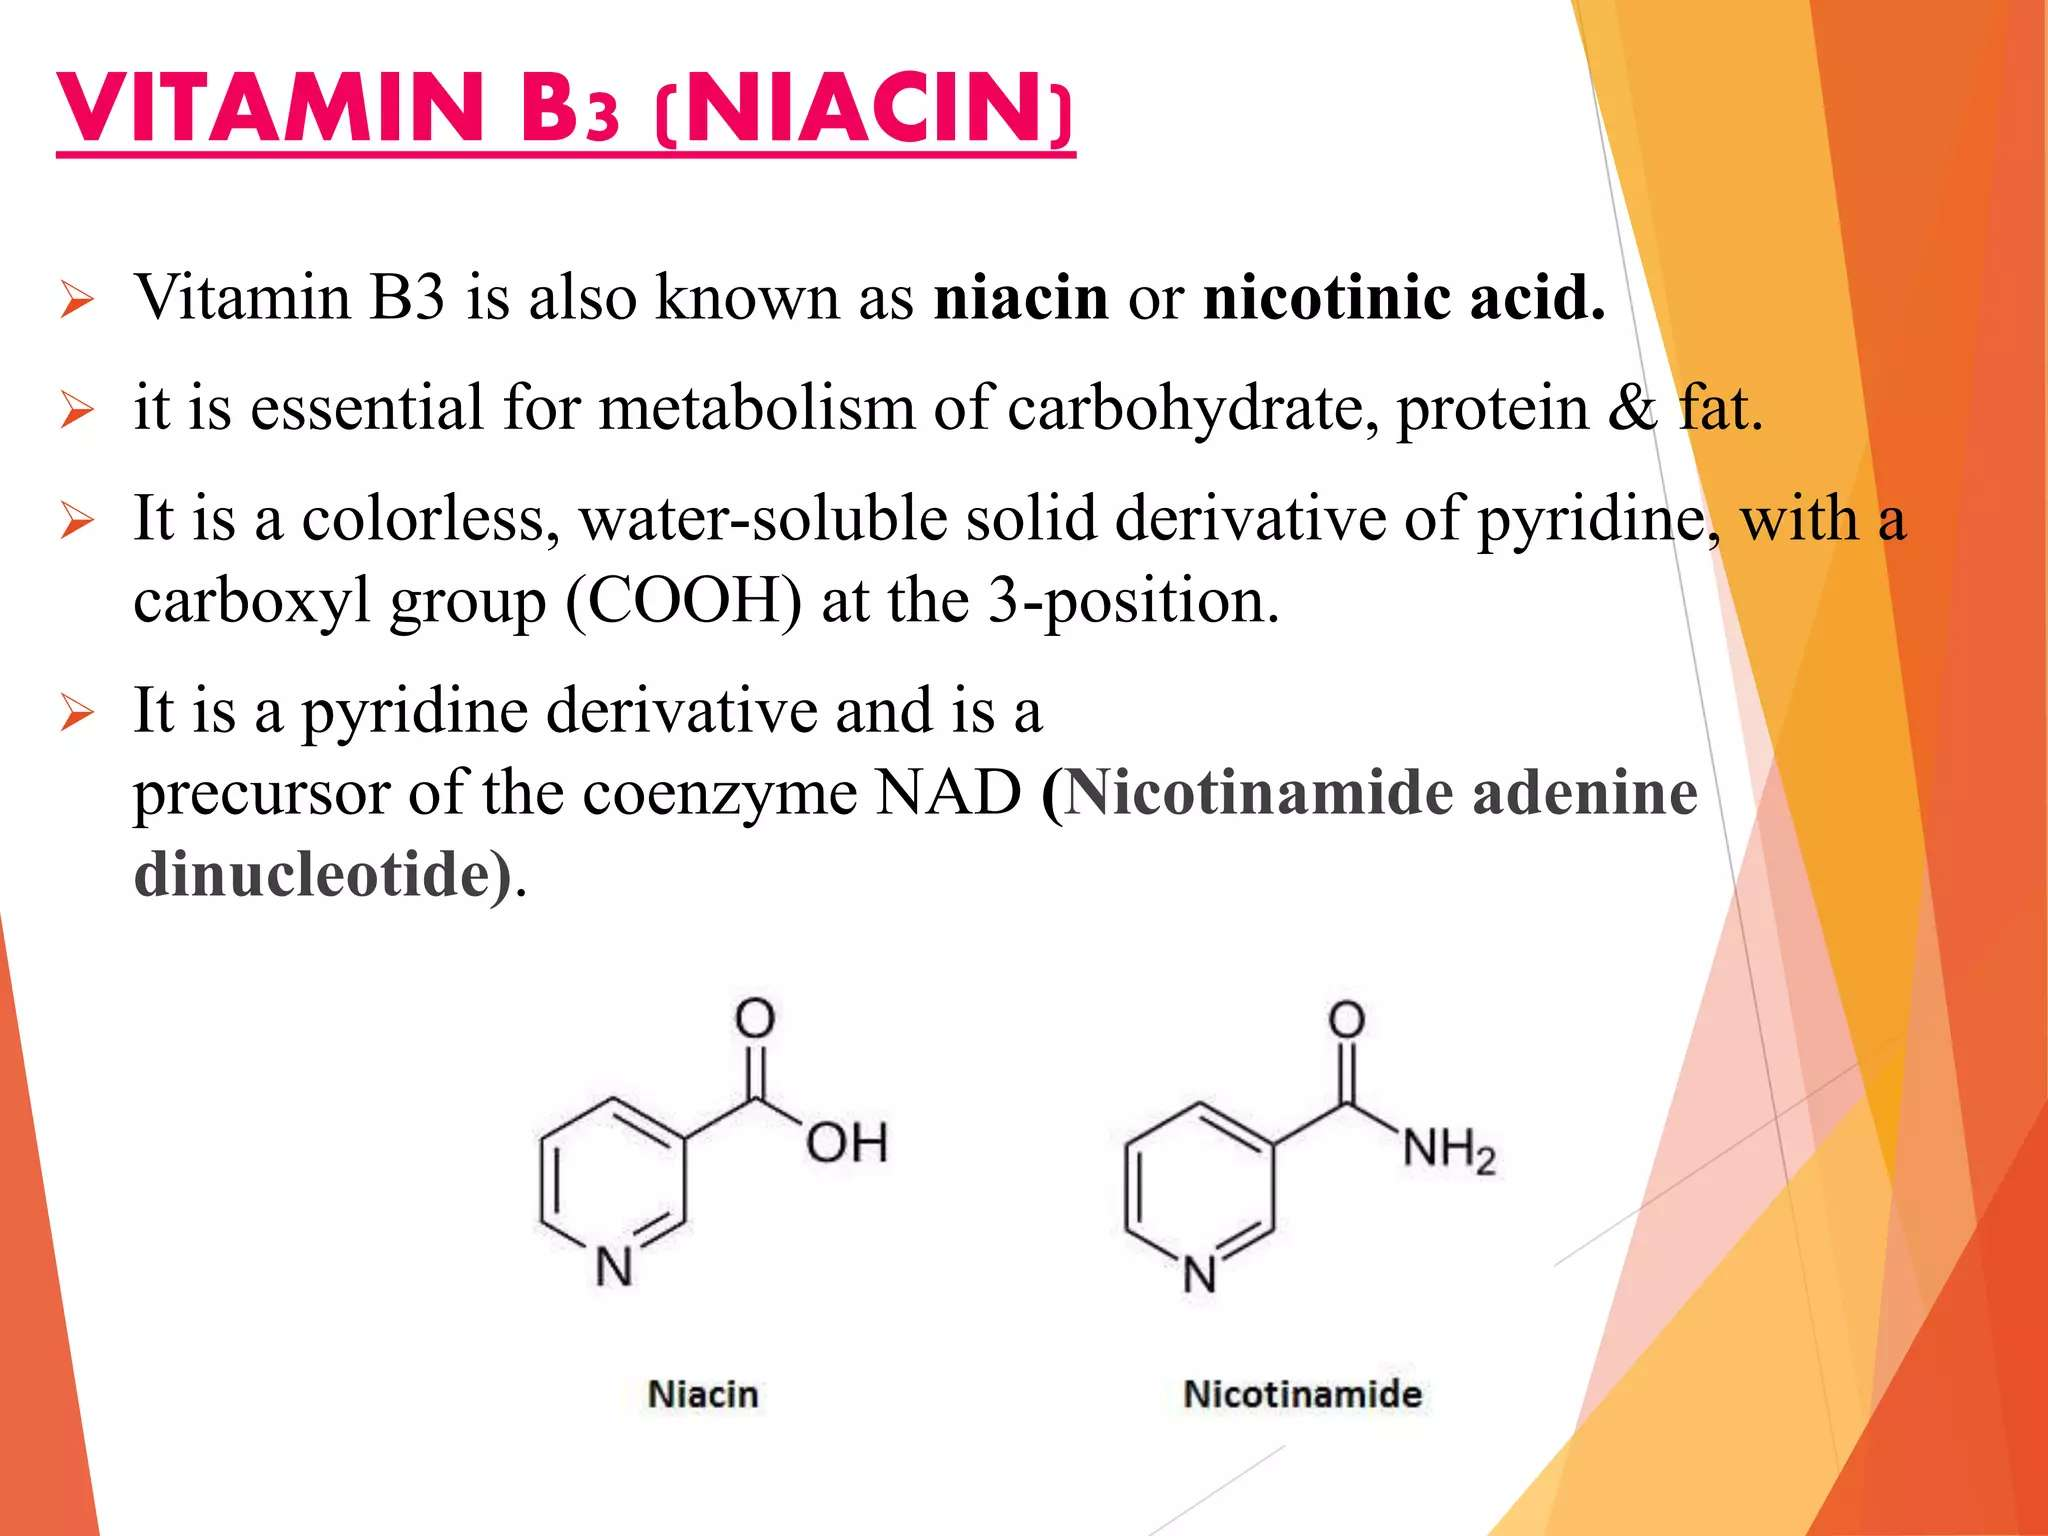 VITAMIN B3 (NIACIN)
Vitamin B3 is also known as niacin or nicotinic acid.
it is essential for metabolism of carbohydrate, protein & fat.
It is a colorless, water-soluble solid derivative of pyridine, with a
carboxyl group (COOH) at the 3-position.
It is a pyridine derivative and is a
precursor of the coenzyme NAD (Nicotinamide adenine
dinucleotide).
O
OH
N
Niacin
O
NH2
N
Nicotinamide